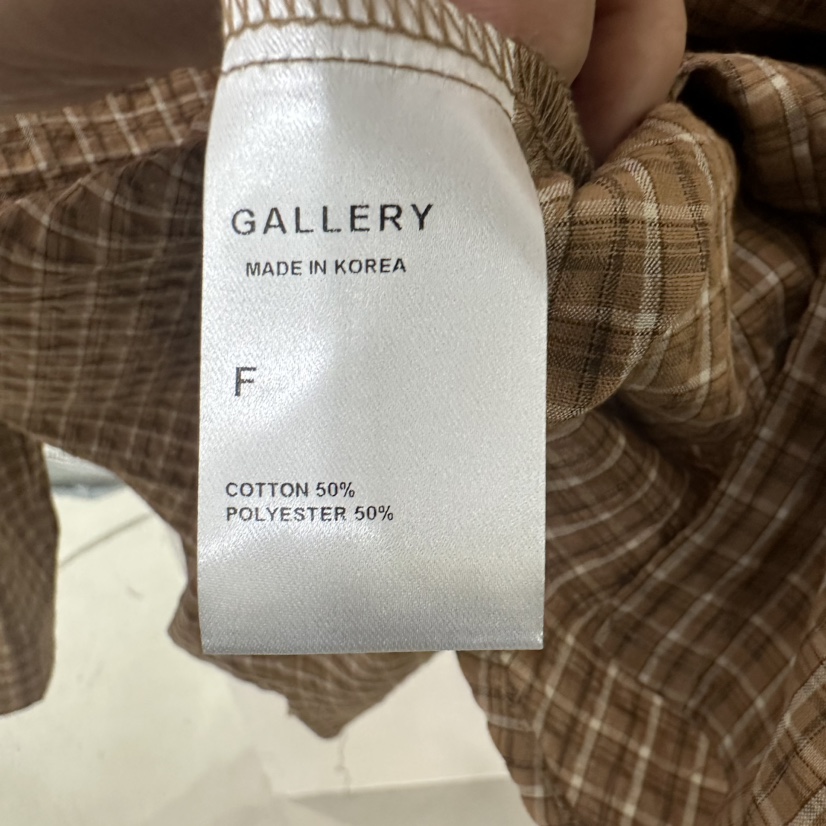 GALLERY
MADE IN KOREA
F
COTTON 50%
POLYESTER 50%